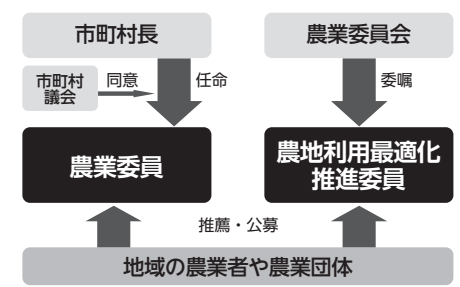 市町村長
農業委員会
市町村
議会
同意
任命
委嘱
農業委員
農地利用最適化
推進委員
推薦・公募
地域の農業者や農業団体